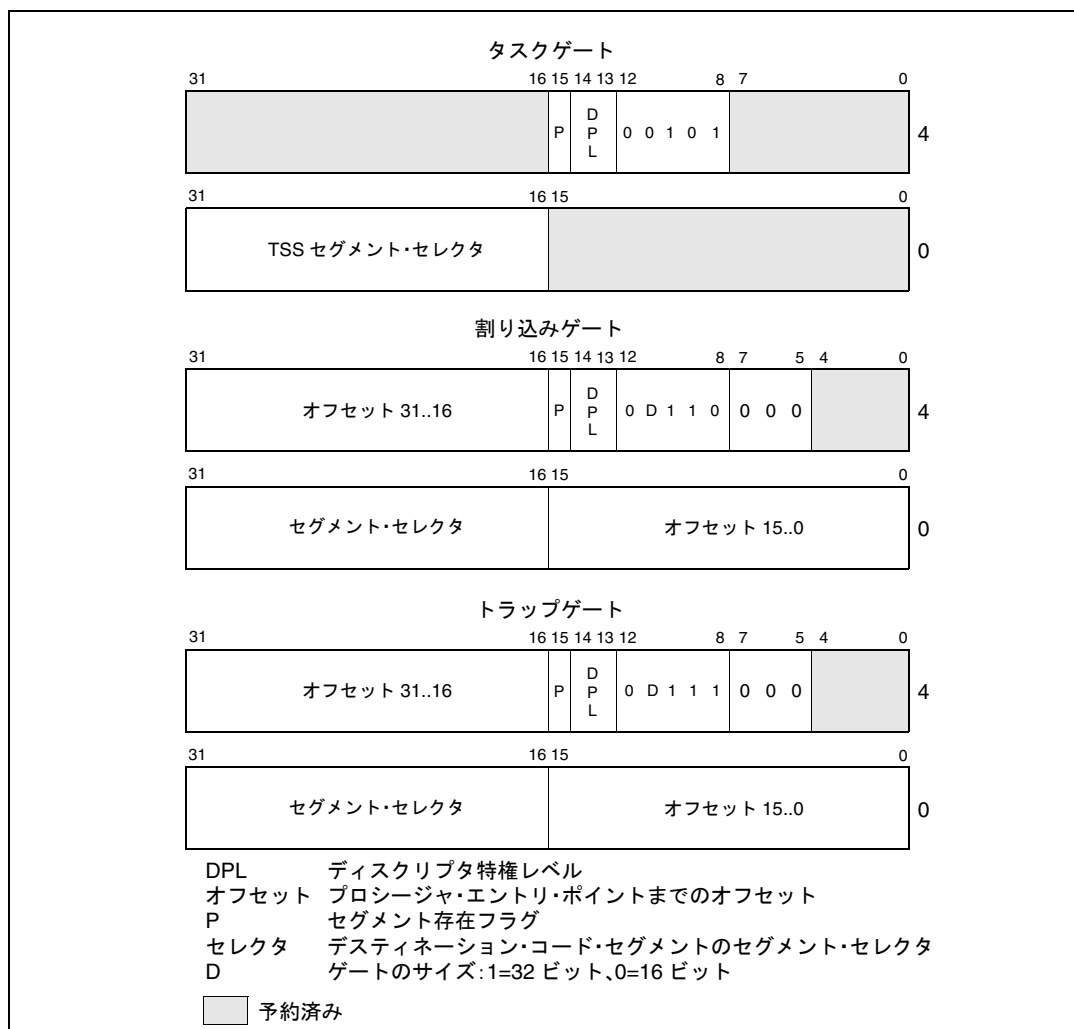 タスクゲート
31 16 15 14 13 12 8 7 0
P DPL 0 0 1 0 1 4
31 16 15 0
TSS セグメント・セレクタ 0
割り込みゲート
31 16 15 14 13 12 8 7 5 4 0
オフセット 31..16 P DPL 0 D 1 1 0 0 0 0 4
31 16 15 0
セグメント・セレクタ オフセット 15..0 0
トラップゲート
31 16 15 14 13 12 8 7 5 4 0
オフセット 31..16 P DPL 0 D 1 1 1 0 0 0 4
31 16 15 0
セグメント・セレクタ オフセット 15..0 0
DPL ディスクリプタ特権レベル
オフセット プロシージャ・エントリ・ポイントまでのオフセット
P セグメント存在フラグ
セレクタ デスティネーション・コード・セグメントのセグメント・セレクタ
D ゲートのサイズ:1=32 ビット、0=16 ビット
予約済み